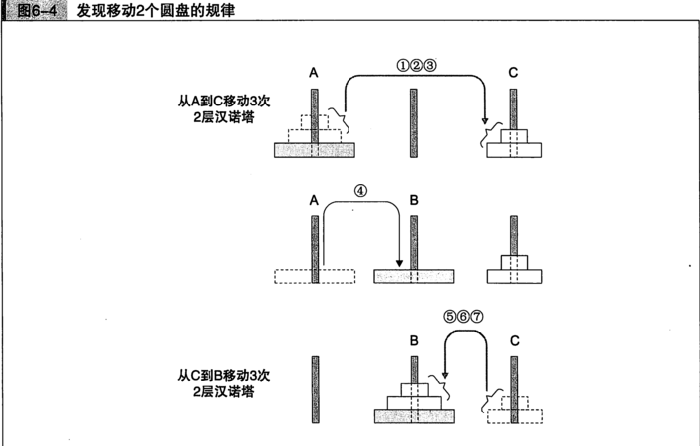 图6-4 发现移动2个圆盘的规律
①②③
A C
从A到C移动3次
2层汉诺塔
④
A B
⑤⑥⑦
B C
从C到B移动3次
2层汉诺塔